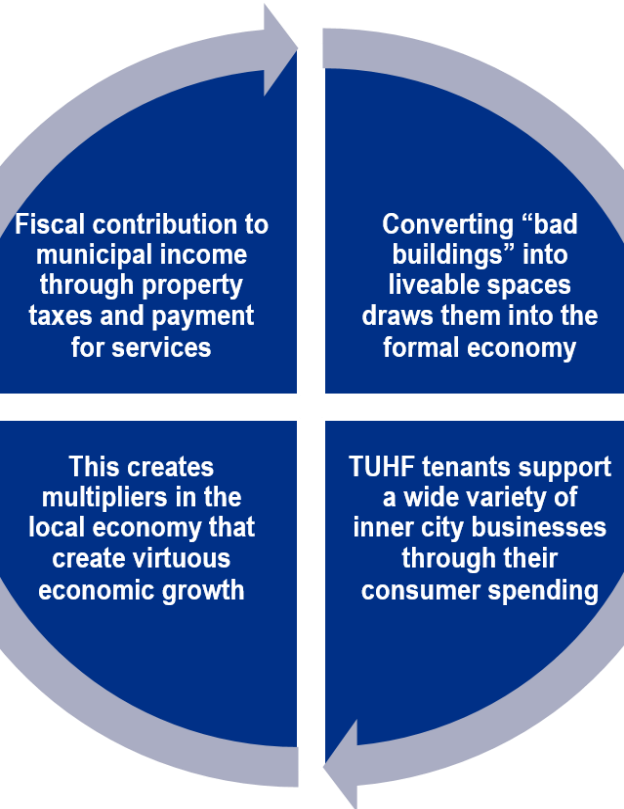 Fiscal contribution to
municipal income
through property
taxes and payment
for services
Converting “bad
buildings” into
liveable spaces
draws them into the
formal economy
This creates
multipliers in the
local economy that
create virtuous
economic growth
TUHF tenants support
a wide variety of
inner city businesses
through their
consumer spending